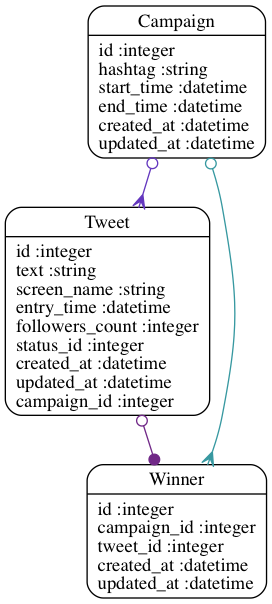 Campaign
id :integer
hashtag :string
start_time :datetime
end_time :datetime
created_at :datetime
updated_at :datetime
Tweet
id :integer
text :string
screen_name :string
entry_time :datetime
followers_count :integer
status_id :integer
created_at :datetime
updated_at :datetime
campaign_id :integer
Winner
id :integer
campaign_id :integer
tweet_id :integer
created_at :datetime
updated_at :datetime